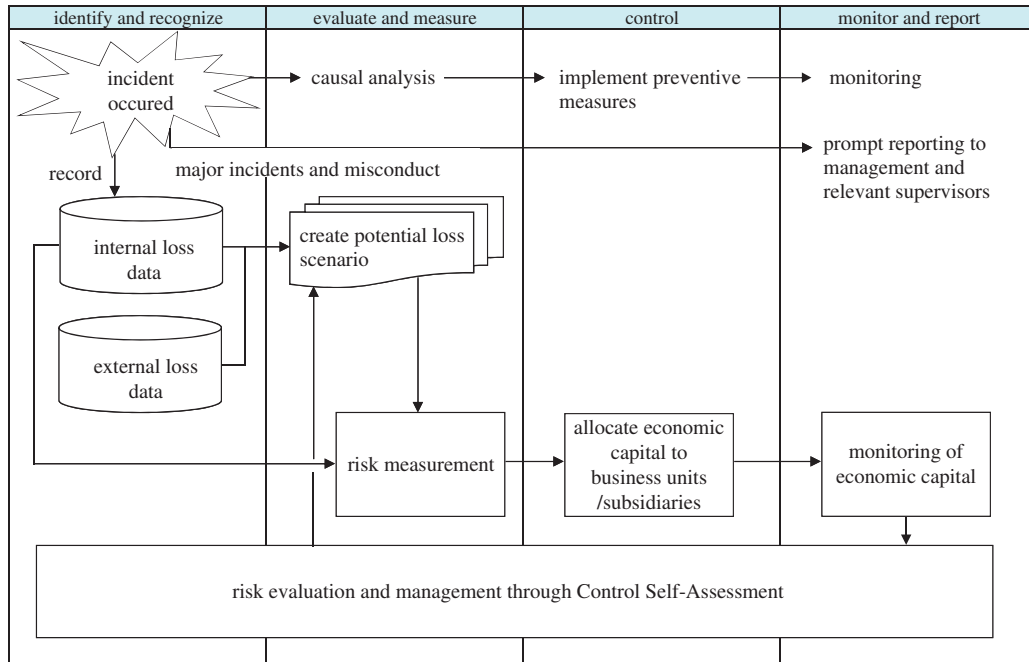 identify and recognize
evaluate and measure
control
monitor and report
incident
occured
causal analysis
implement preventive
measures
monitoring
prompt reporting to
management and
relevant supervisors
record
major incidents and misconduct
internal loss
data
create potential loss
scenario
external loss
data
risk measurement
allocate economic
capital to
business units
/subsidiaries
monitoring of
economic capital
risk evaluation and management through Control Self-Assessment